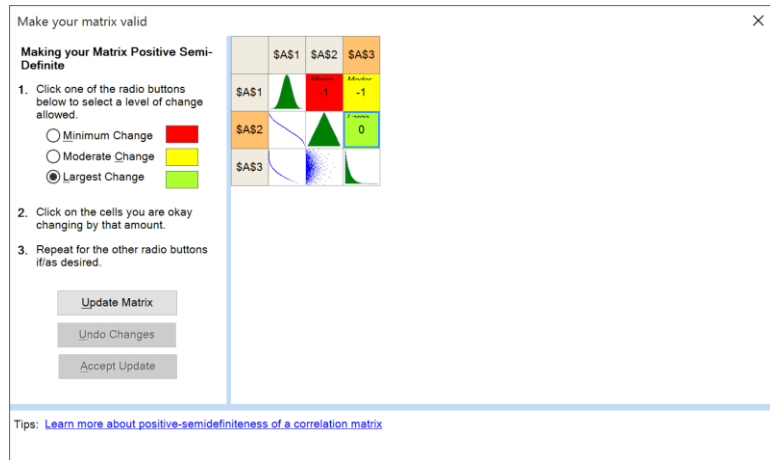 Make your matrix valid
Making your Matrix Positive Semi-
Definite
1. Click one of the radio buttons
below to select a level of change
allowed.
Minimum Change
Moderate Change
Largest Change
2. Click on the cells you are okay
changing by that amount.
3. Repeat for the other radio buttons
if/as desired.
Update Matrix
Undo Changes
Accept Update
$A$1 $A$2 $A$3
$A$1 -1 -1
$A$2 0
$A$3
Tips: Learn more about positive-semidefiniteness of a correlation matrix